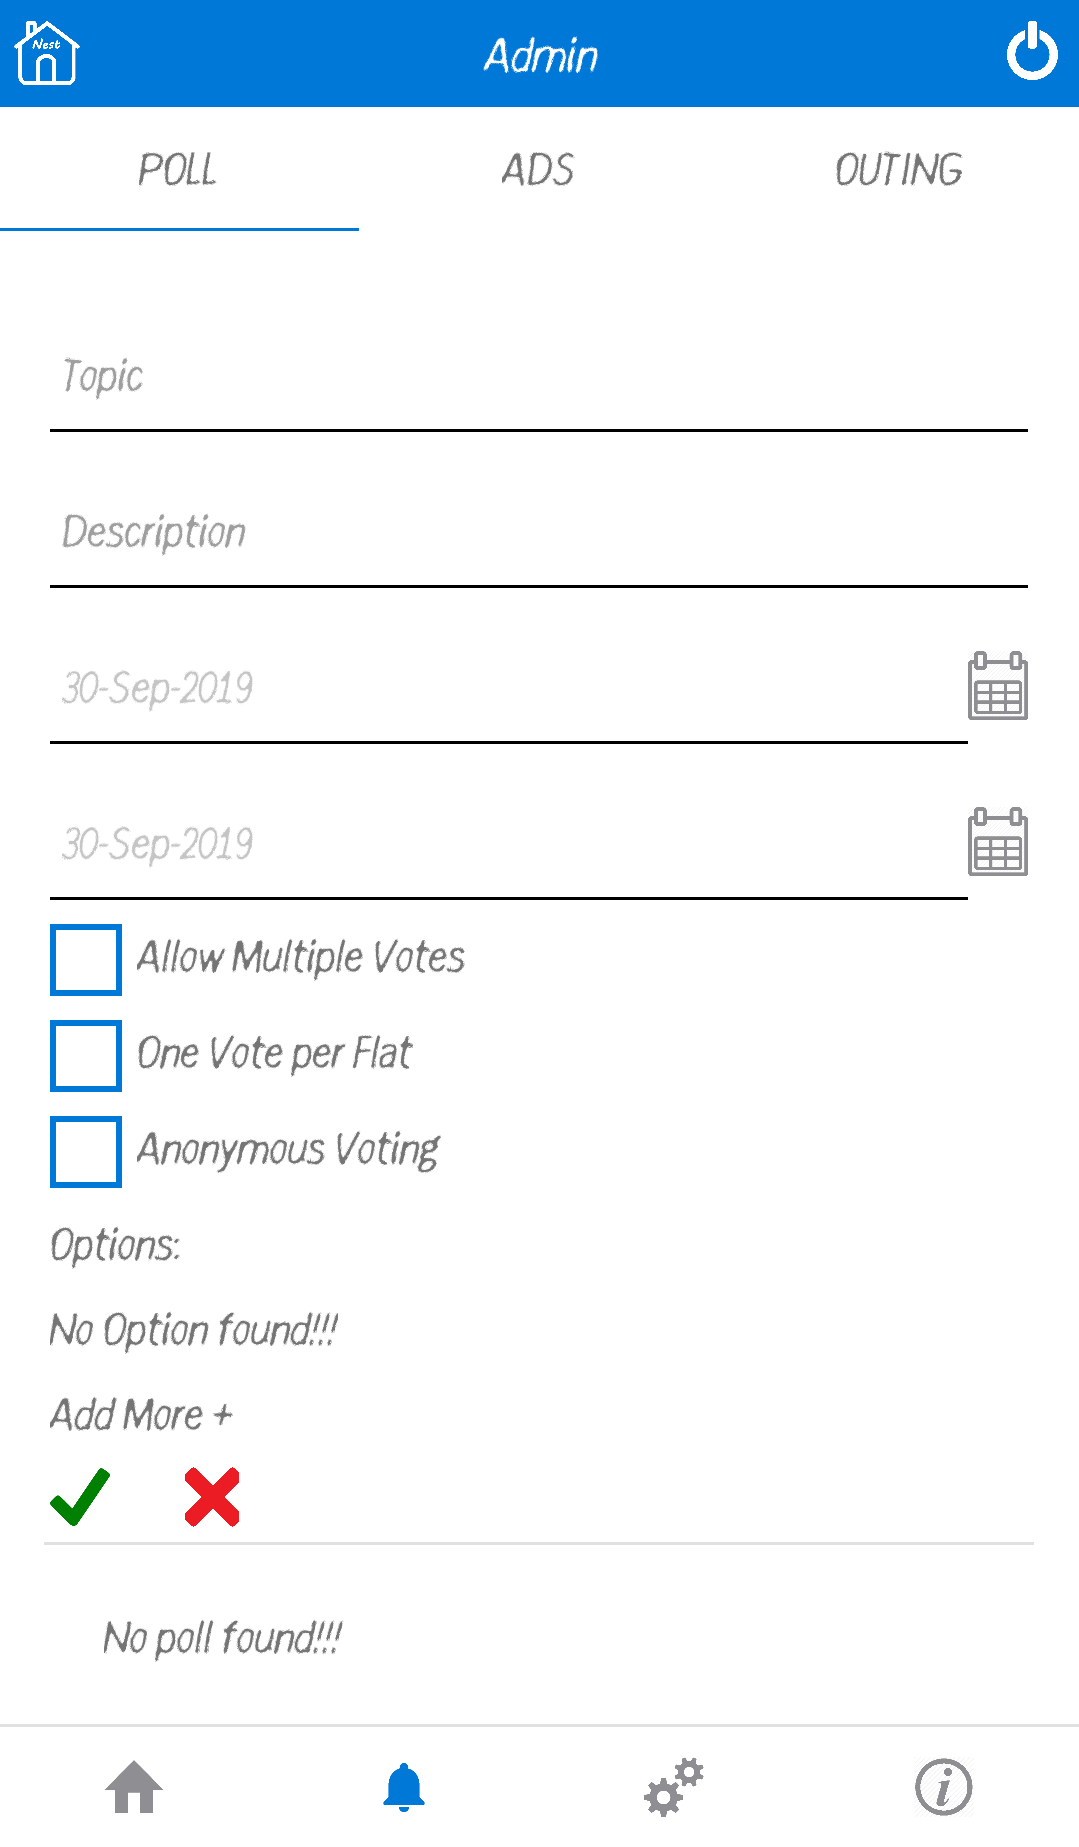 Nest
Admin
POLL ADS OUTING
Topic
Description
30-Sep-2019
30-Sep-2019
Allow Multiple Votes
One Vote per Flat
Anonymous Voting
Options:
No Option found!!!
Add More +
No poll found!!!
i